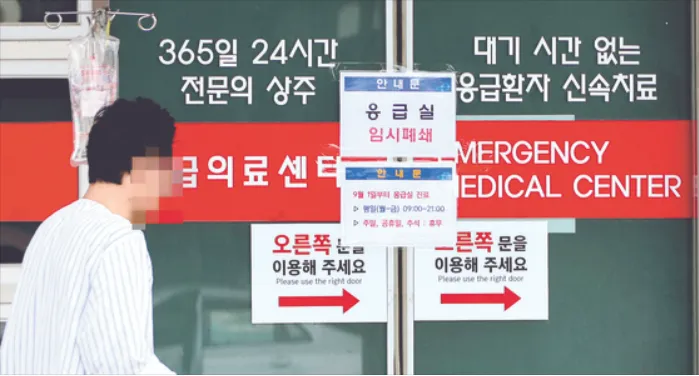 365일 24시간
전문의 상주
대기 시간 없는
응급환자 신속치료
안 내 문
응 급 실
임시폐쇄
급의료센터
MERGENCY
MEDICAL CENTER
안 내 문
9월 1일부터 응급실 진료
▶ 평일(월~금) 09:00~21:00
▶ 주말, 공휴일, 추석 : 휴무
오른쪽 문을
이용해 주세요
Please use the right door
오른쪽 문을
이용해 주세요
Please use the right door